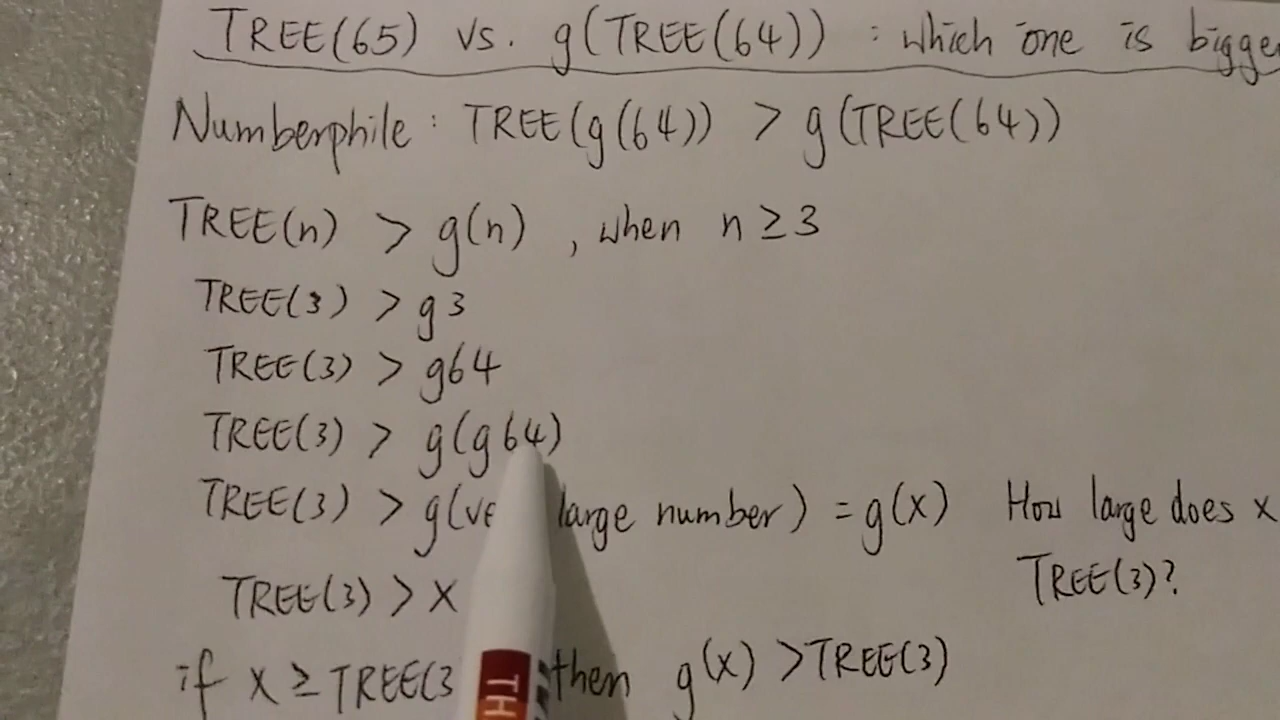 TREE(65) vs. g(TREE(64)) : which one is bigge
Numberphile : TREE(g(64)) > g(TREE(64))
TREE(n) > g(n) , when n ≥ 3
TREE(3) > g3
TREE(3) > g64
TREE(3) > g(g64)
TREE(3) > g(ve large number) = g(x) How large does x
TREE(3)?
TREE(3) > x
if x ≥ TREE(3 then g(x) > TREE(3)
TH